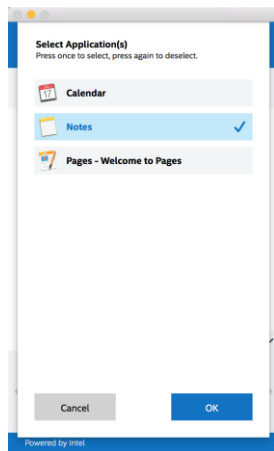 Select Application(s)
Press once to select, press again to deselect.
17
Calendar
Notes
Pages - Welcome to Pages
Cancel
OK
Powered by Intel